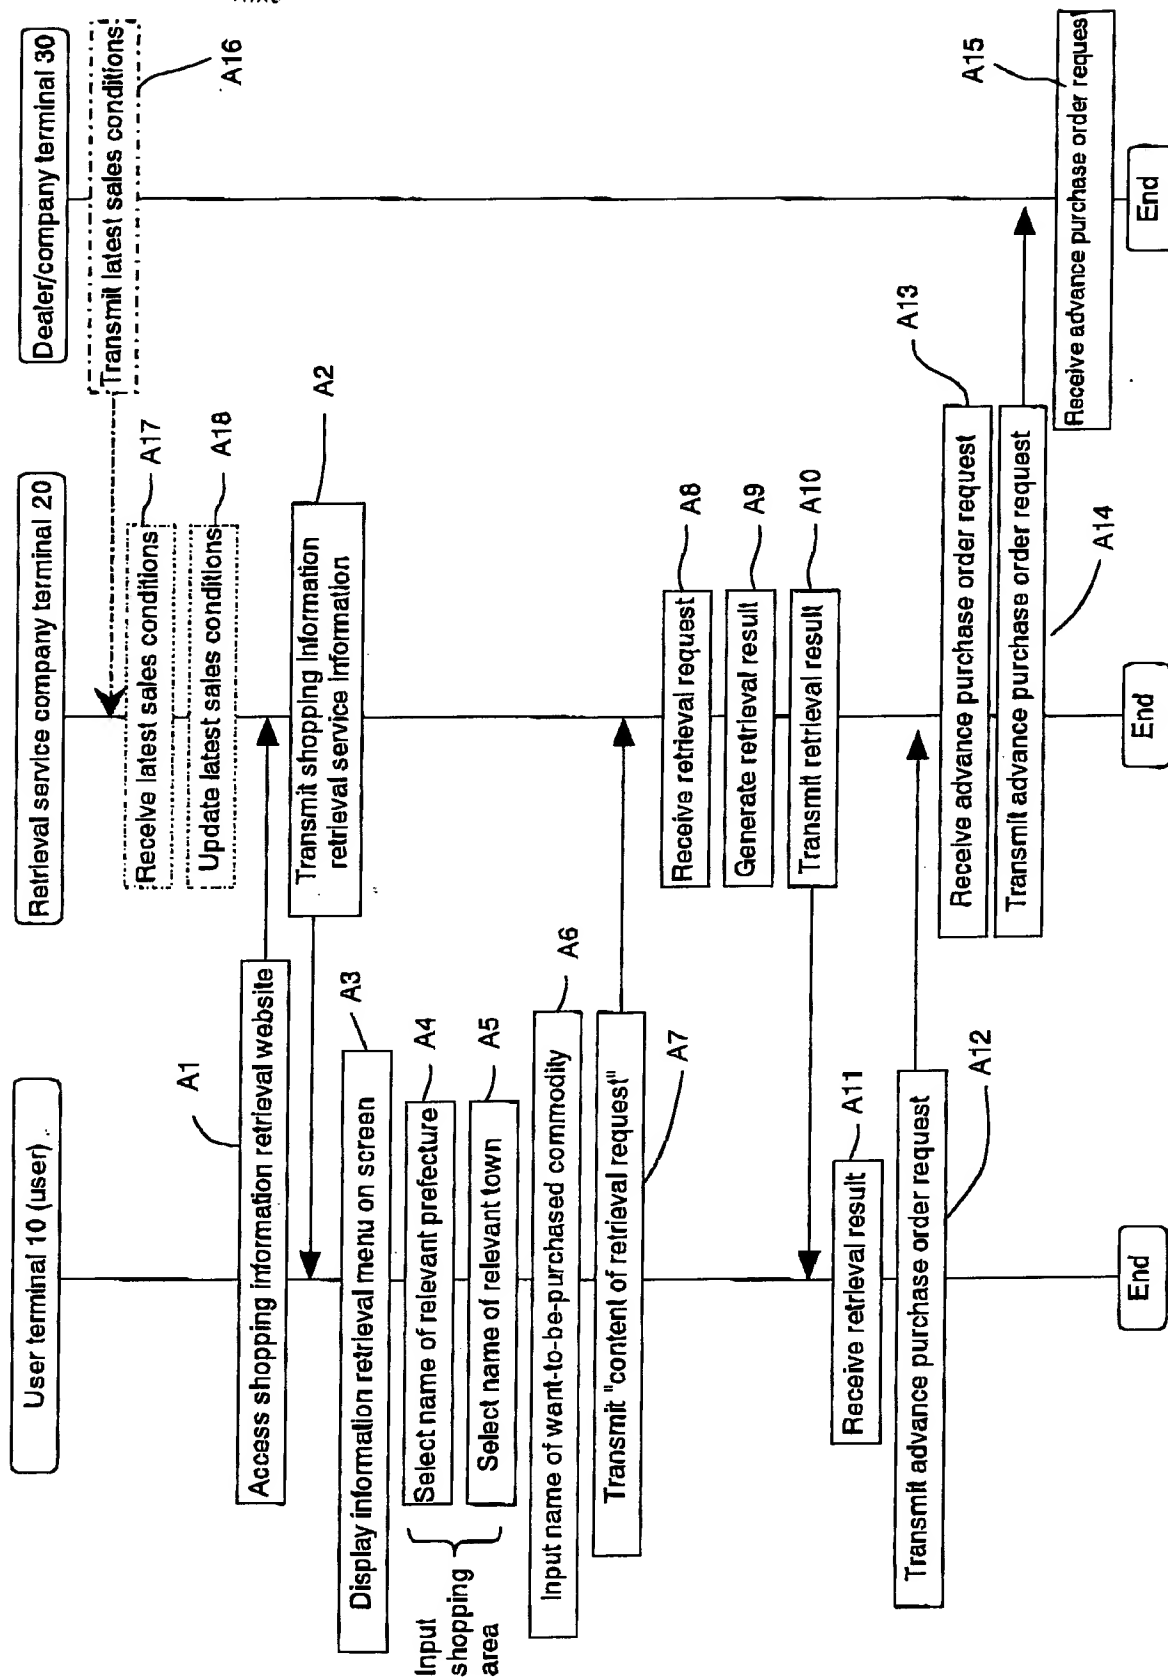 User terminal 10 (user)
Retrieval service company terminal 20
Dealer/company terminal 30
Transmit latest sales conditions
A16
Receive latest sales conditions
A17
Update latest sales conditions
A18
A1
Access shopping information retrieval website
Transmit shopping Information
retrieval service information
A2
Display information retrieval menu on screen
A3
Input
shopping
area
Select name of relevant prefecture
A4
Select name of relevant town
A5
Input name of want-to-be-purchased commodity
A6
Transmit "content of retrieval request"
A7
Receive retrieval request
A8
Generate retrieval result
A9
Transmit retrieval result
A10
Receive retrieval result
A11
Transmit advance purchase order request
A12
Receive advance purchase order request
A13
Transmit advance purchase order request
A14
Receive advance purchase order reques
A15
End
End
End